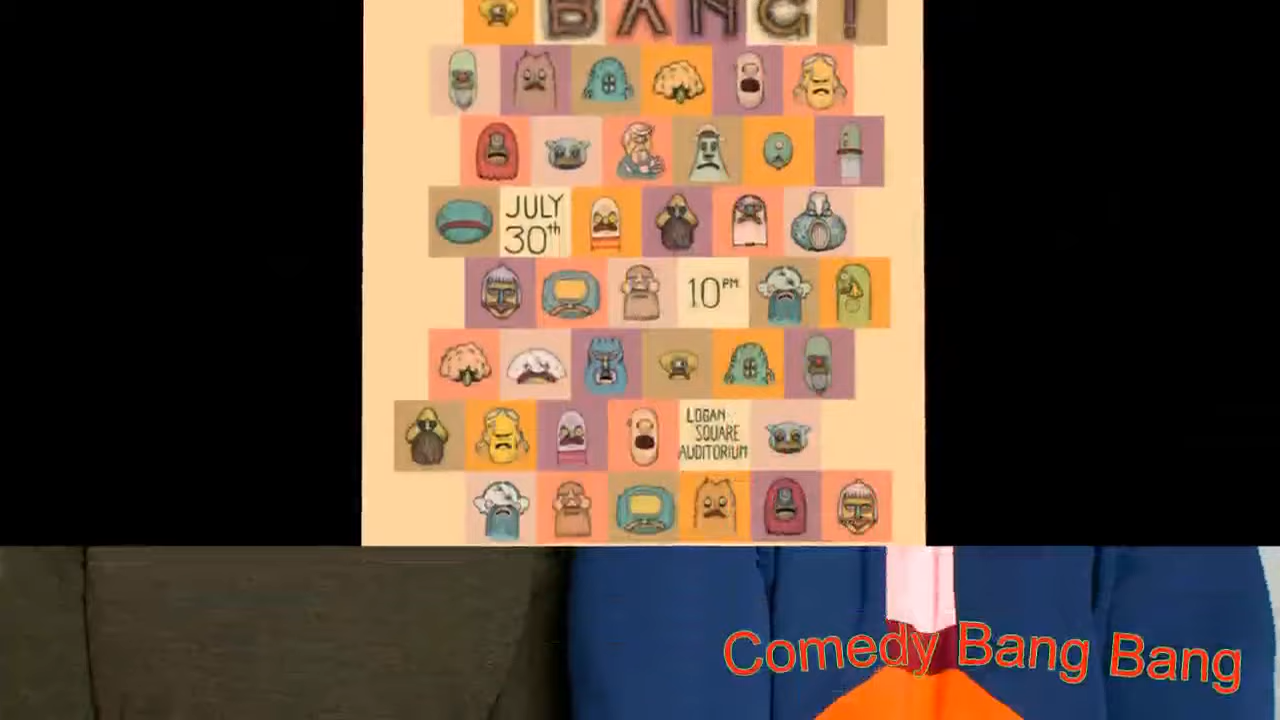 BANG!
JULY
30th
10PM
LOGAN
SQUARE
AUDITORIUM
Comedy Bang Bang